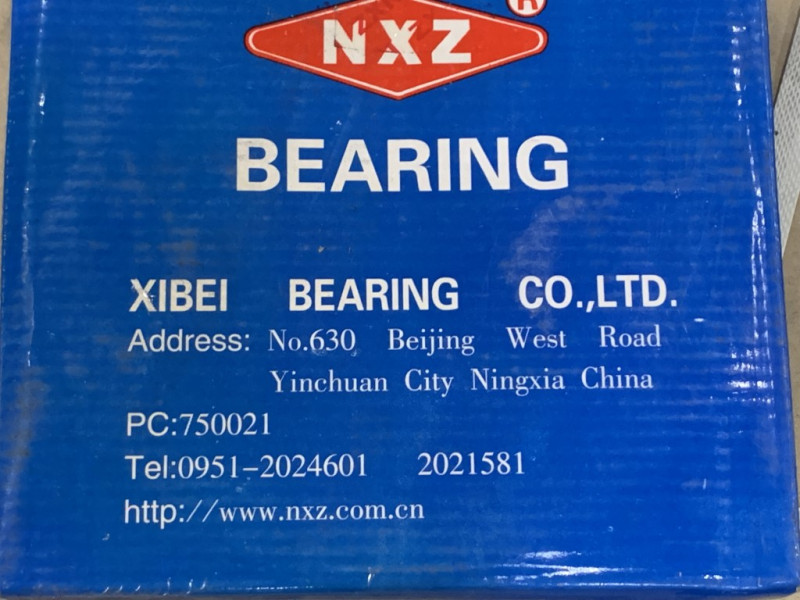 NXZ ®
BEARING
XIBEI BEARING CO.,LTD.
Address: No.630 Beijing West Road
Yinchuan City Ningxia China
PC:750021
Tel:0951-2024601 2021581
http://www.nxz.com.cn